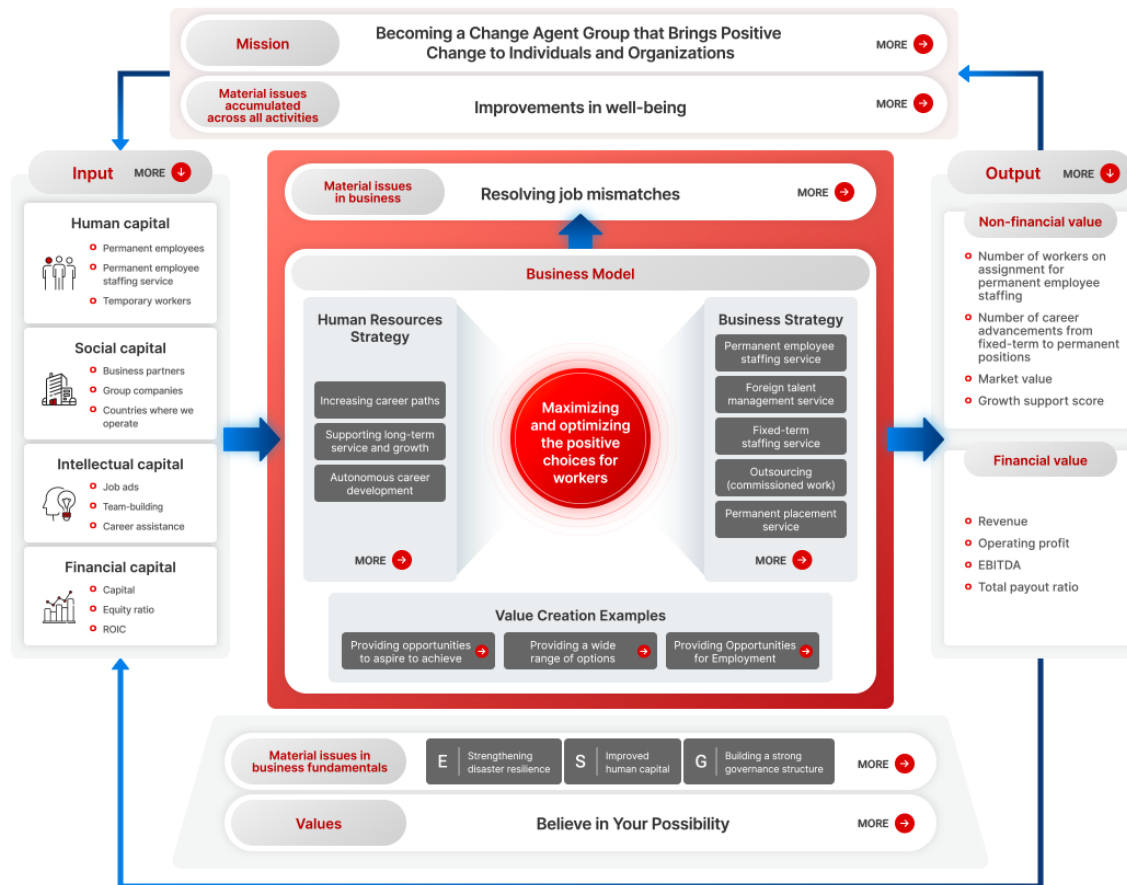 Mission
Becoming a Change Agent Group that Brings Positive
Change to Individuals and Organizations
MORE
Material issues
accumulated
across all activities
Improvements in well-being
MORE
Input
MORE
Human capital
Permanent employees
Permanent employee
staffing service
Temporary workers
Social capital
Business partners
Group companies
Countries where we
operate
Intellectual capital
Job ads
Team-building
Career assistance
Financial capital
Capital
Equity ratio
ROIC
Material issues
in business
Resolving job mismatches
MORE
Business Model
Human Resources
Strategy
Increasing career paths
Supporting long-term
service and growth
Autonomous career
development
MORE
Maximizing
and optimizing
the positive
choices for
workers
Business Strategy
Permanent employee
staffing service
Foreign talent
management service
Fixed-term
staffing service
Outsourcing
(commissioned work)
Permanent placement
service
MORE
Value Creation Examples
Providing opportunities
to aspire to achieve
Providing a wide
range of options
Providing Opportunities
for Employment
Output
MORE
Non-financial value
Number of workers on
assignment for
permanent employee
staffing
Number of career
advancements from
fixed-term to permanent
positions
Market value
Growth support score
Financial value
Revenue
Operating profit
EBITDA
Total payout ratio
Material issues in
business fundamentals
E
Strengthening
disaster resilience
S
Improved
human capital
G
Building a strong
governance structure
MORE
Values
Believe in Your Possibility
MORE